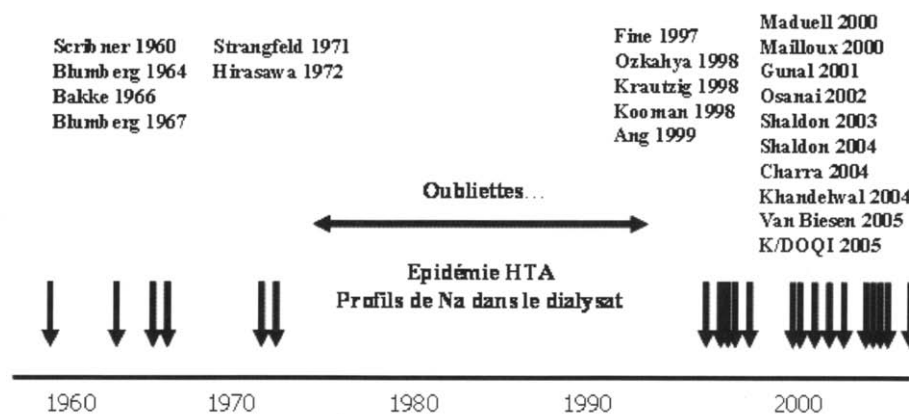 Scribner 1960
Blumberg 1964
Bakke 1966
Blumberg 1967
Strangfeld 1971
Hirasawa 1972
Fine 1997
Ozkahya 1998
Krautzig 1998
Kooman 1998
Ang 1999
Maduell 2000
Mailloux 2000
Gunal 2001
Osanai 2002
Shaldon 2003
Shaldon 2004
Charra 2004
Khandelwal 2004
Van Biesen 2005
K/DOQI 2005
Oubliettes…
Epidémie HTA
Profils de Na dans le dialysat
1960 1970 1980 1990 2000